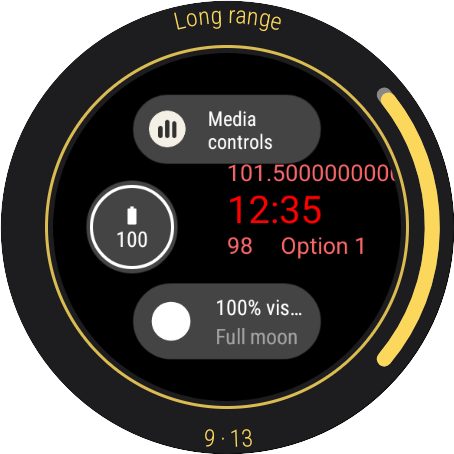 Long range
Media
controls
101.5000000000
12:35
100
98 Option 1
100% vis...
Full moon
9 · 13